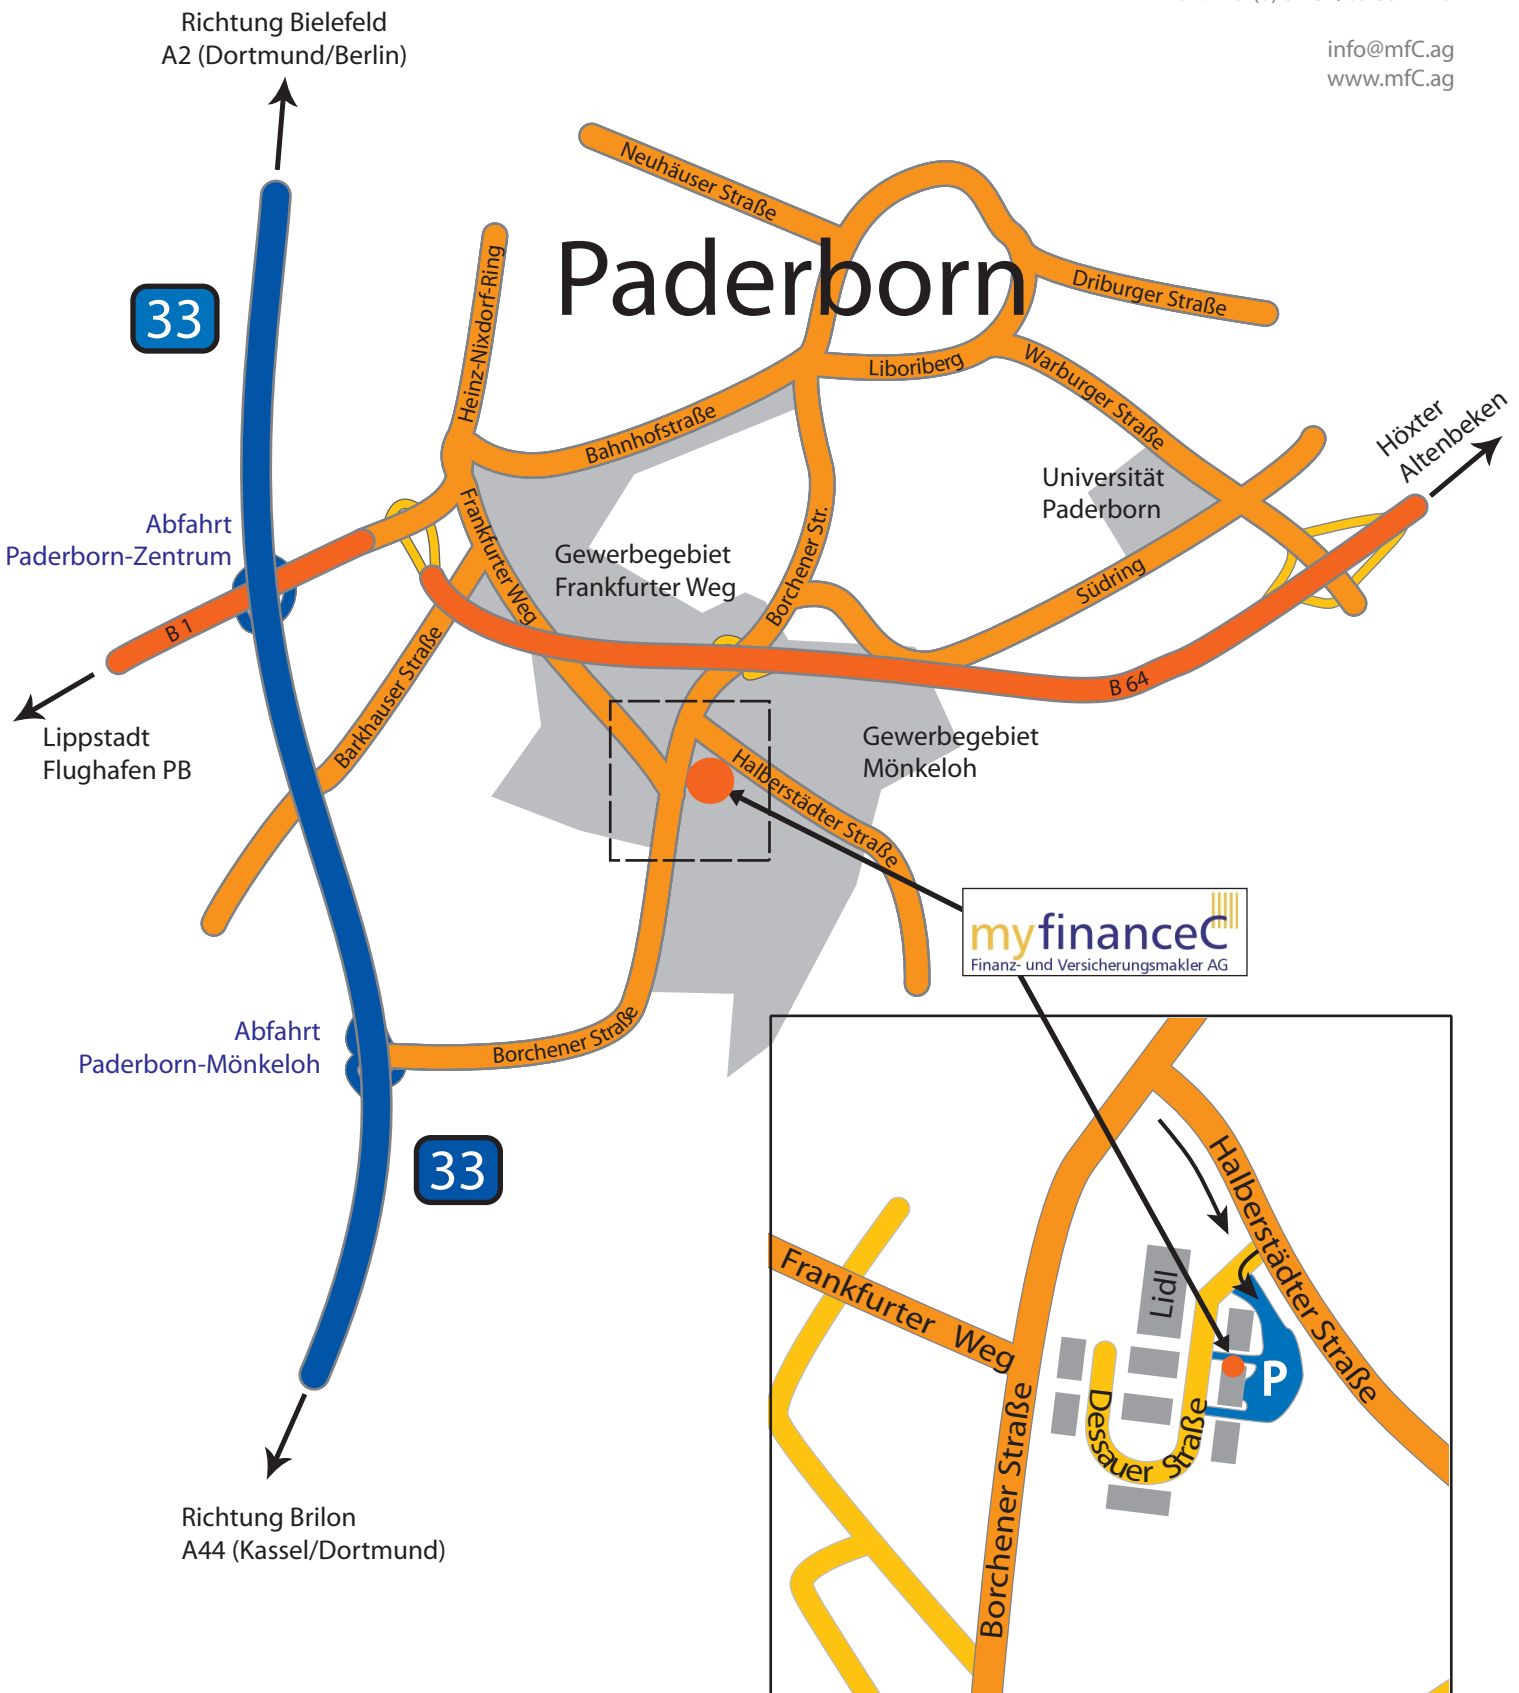 info@mfC.ag
www.mfC.ag
Richtung Bielefeld
A2 (Dortmund/Berlin)
Neuhäuser Straße
Paderborn
33
Heinz-Nixdorf-Ring
Driburger Straße
Liboriberg
Warburger Straße
Bahnhofstraße
Höxter
Altenbeken
Universität
Paderborn
Abfahrt
Paderborn-Zentrum
Frankfurter Weg
Gewerbegebiet
Frankfurter Weg
Borchener Str.
Südring
B 1
Barkhauser Straße
B 64
Lippstadt
Flughafen PB
Gewerbegebiet
Mönkeloh
Halberstädter Straße
myfinanceC
Finanz- und Versicherungsmakler AG
Abfahrt
Paderborn-Mönkeloh
Borchener Straße
33
Halberstädter Straße
Frankfurter Weg
Lidl
P
Dessauer Straße
Borchener Straße
Richtung Brilon
A44 (Kassel/Dortmund)